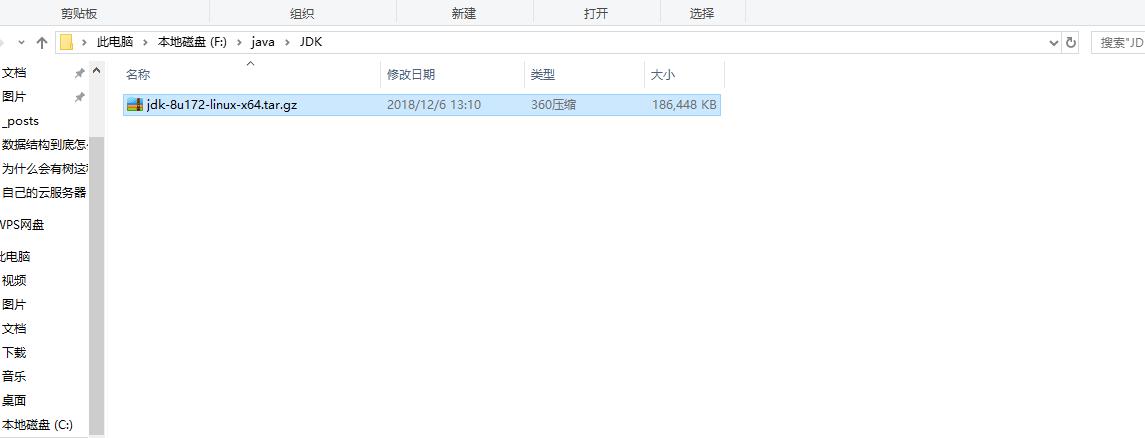 剪贴板 组织 新建 打开 选择
此电脑 › 本地磁盘 (F:) › java › JDK 搜索"JD
名称 修改日期 类型 大小
jdk-8u172-linux-x64.tar.gz 2018/12/6 13:10 360压缩 186,448 KB
文档
图片
_posts
数据结构到底怎
为什么会有树这
自己的云服务器
WPS网盘
此电脑
视频
图片
文档
下载
音乐
桌面
本地磁盘 (C:)